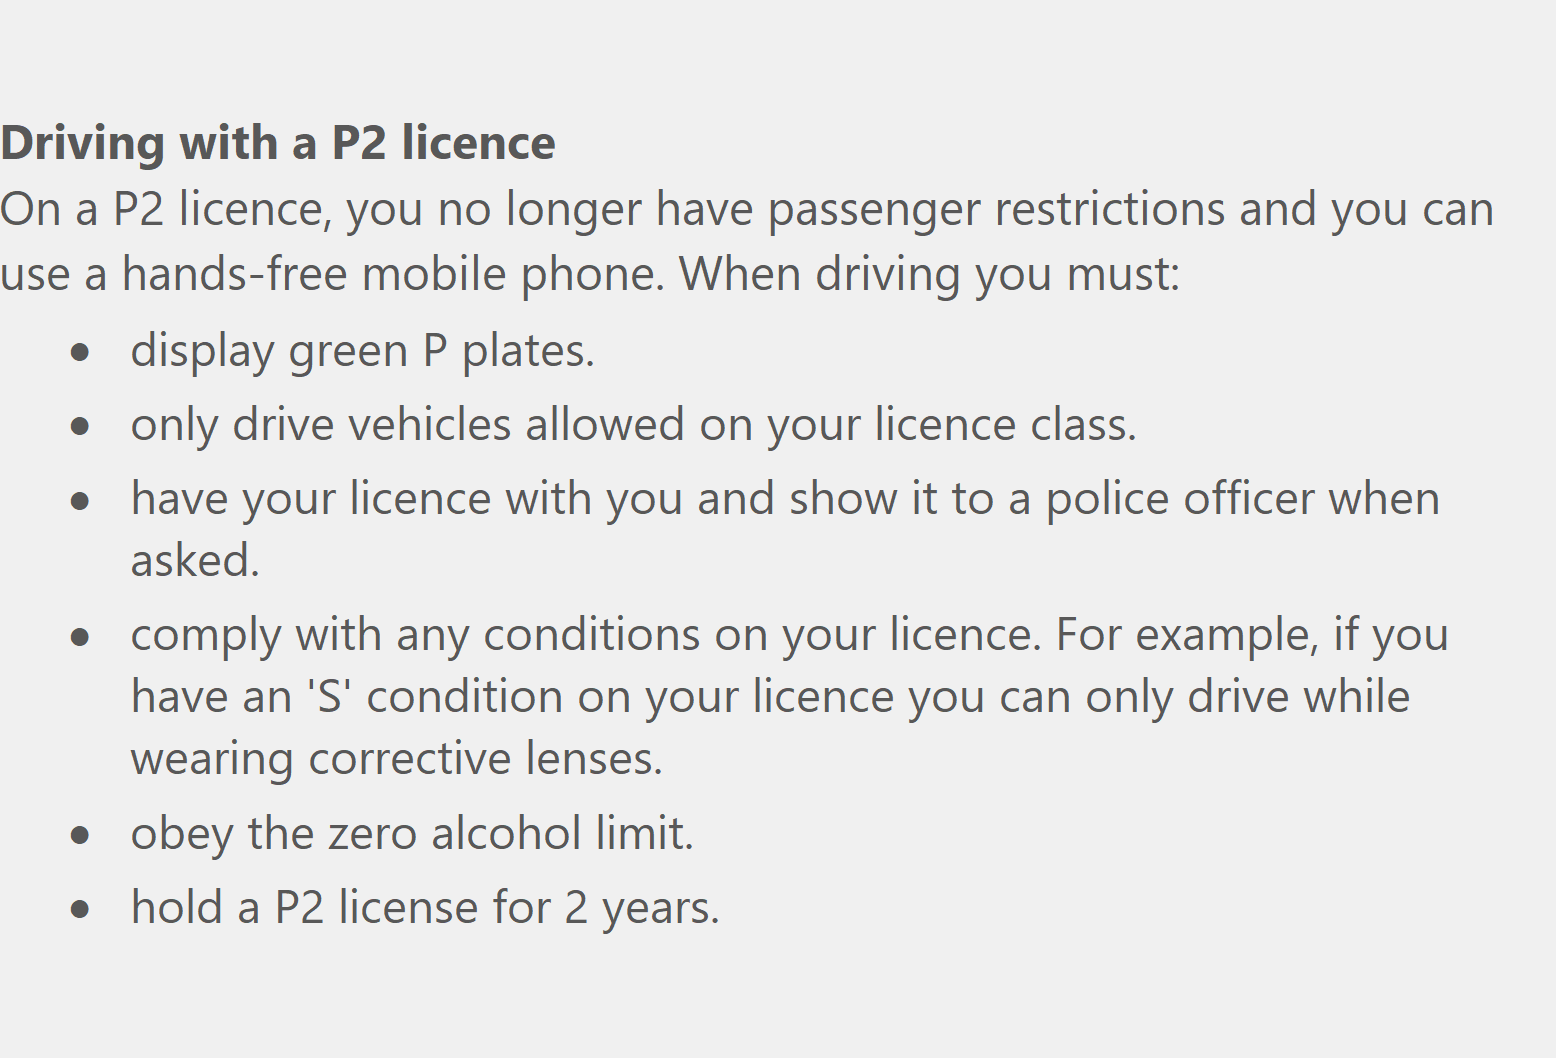 Driving with a P2 licence
On a P2 licence, you no longer have passenger restrictions and you can
use a hands-free mobile phone. When driving you must:
● display green P plates.
● only drive vehicles allowed on your licence class.
● have your licence with you and show it to a police officer when
asked.
● comply with any conditions on your licence. For example, if you
have an 'S' condition on your licence you can only drive while
wearing corrective lenses.
● obey the zero alcohol limit.
● hold a P2 license for 2 years.